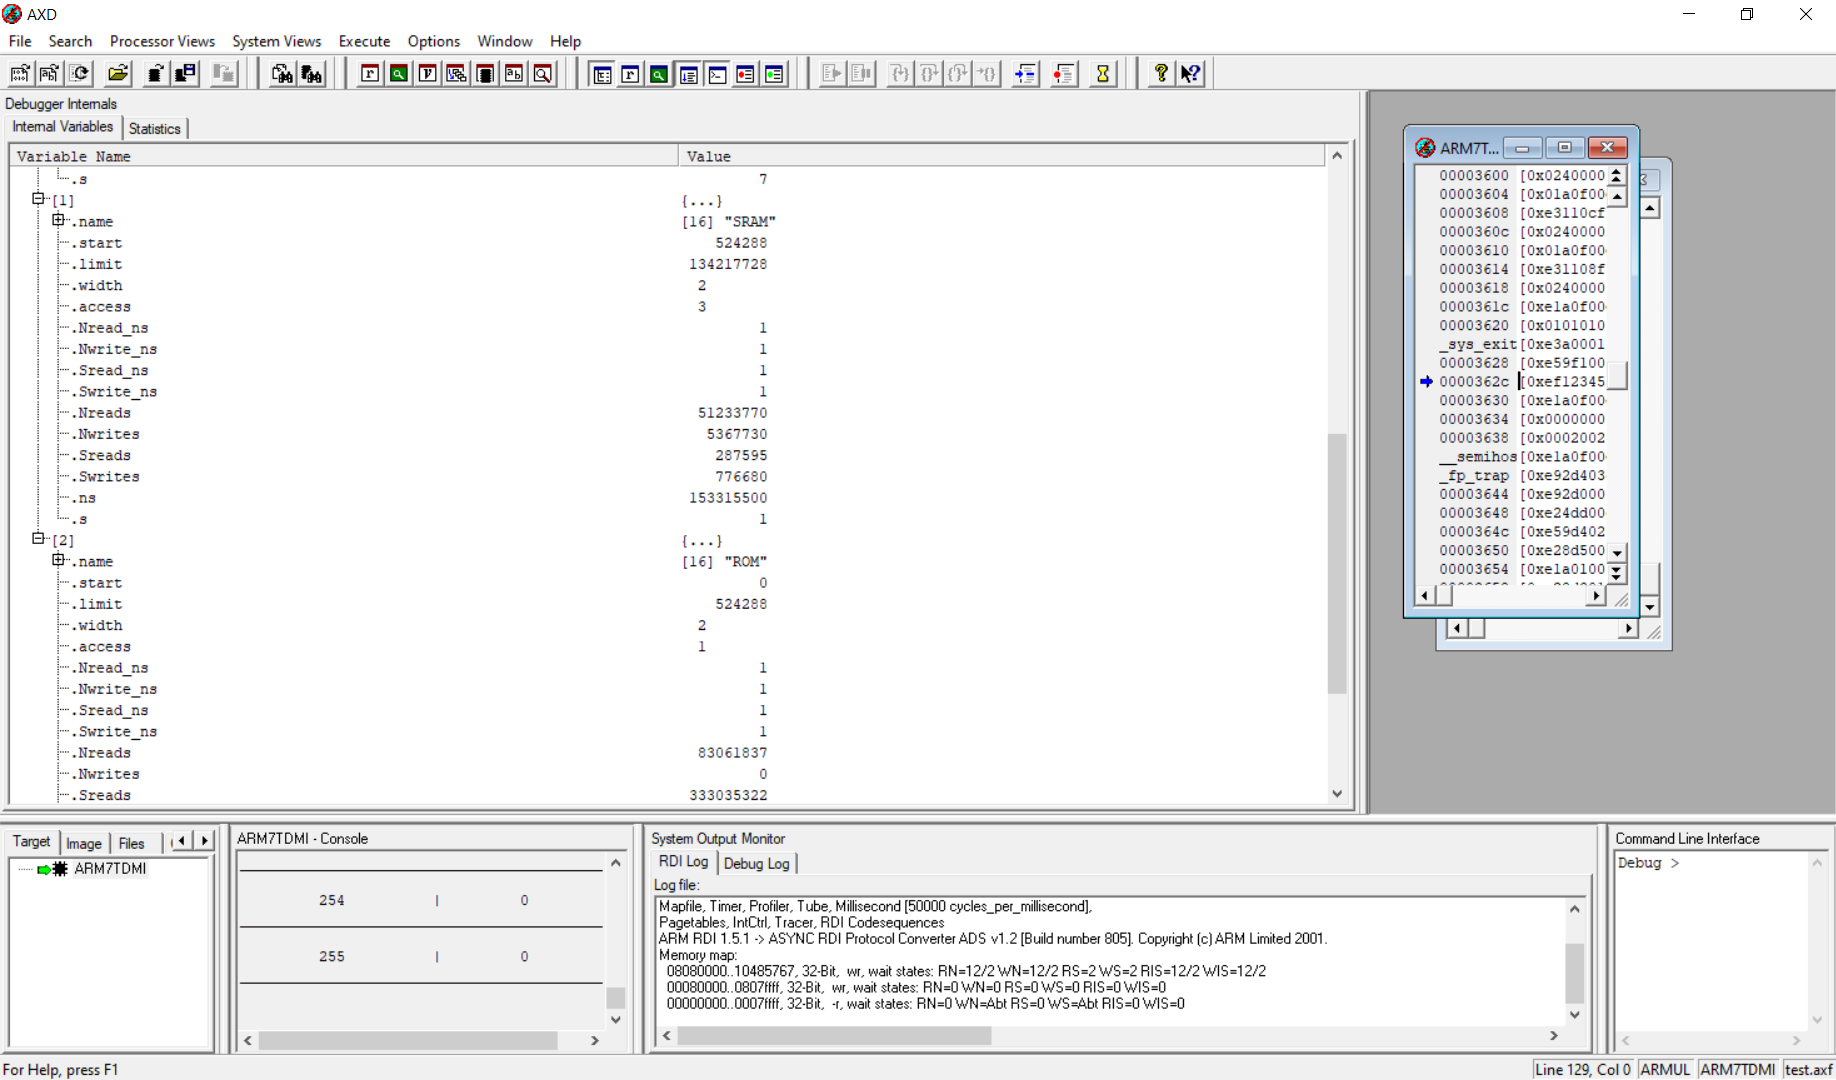 AXD
File Search Processor Views System Views Execute Options Window Help
Debugger Internals
Internal Variables Statistics
Variable Name Value
.s 7
[1] {...}
.name [16] "SRAM"
.start 524288
.limit 134217728
.width 2
.access 3
.Nread_ns 1
.Nwrite_ns 1
.Sread_ns 1
.Swrite_ns 1
.Nreads 51233770
.Nwrites 5367730
.Sreads 287595
.Swrites 776680
.ns 153315500
.s 1
[2] {...}
.name [16] "ROM"
.start 0
.limit 524288
.width 2
.access 1
.Nread_ns 1
.Nwrite_ns 1
.Sread_ns 1
.Swrite_ns 1
.Nreads 83061837
.Nwrites 0
.Sreads 333035322
ARM7T...
00003600 [0x0240000
00003604 [0x01a0f00
00003608 [0xe3110cf
0000360c [0x0240000
00003610 [0x01a0f00
00003614 [0xe31108f
00003618 [0x0240000
0000361c [0xe1a0f00
00003620 [0x0101010
_sys_exit [0xe3a0001
00003628 [0xe59f100
0000362c [0xef12345
00003630 [0xe1a0f00
00003634 [0x0000000
00003638 [0x0002002
__semihos [0xe1a0f00
_fp_trap [0xe92d403
00003644 [0xe92d000
00003648 [0xe24dd00
0000364c [0xe59d402
00003650 [0xe28d500
00003654 [0xe1a0100
Target Image Files
ARM7TDMI
ARM7TDMI - Console
254 | 0
255 | 0
System Output Monitor
RDI Log Debug Log
Log file:
Mapfile, Timer, Profiler, Tube, Millisecond [50000 cycles_per_millisecond],
Pagetables, IntCtrl, Tracer, RDI Codesequences
ARM RDI 1.5.1 -> ASYNC RDI Protocol Converter ADS v1.2 [Build number 805]. Copyright (c) ARM Limited 2001.
Memory map:
08080000..10485767, 32-Bit, wr, wait states: RN=12/2 WN=12/2 RS=2 WS=2 RIS=12/2 WIS=12/2
00080000..0807ffff, 32-Bit, wr, wait states: RN=0 WN=0 RS=0 WS=0 RIS=0 WIS=0
00000000..0007ffff, 32-Bit, -r, wait states: RN=0 WN=Abt RS=0 WS=Abt RIS=0 WIS=0
Command Line Interface
Debug >
For Help, press F1
Line 129, Col 0 ARMUL ARM7TDMI test.axf